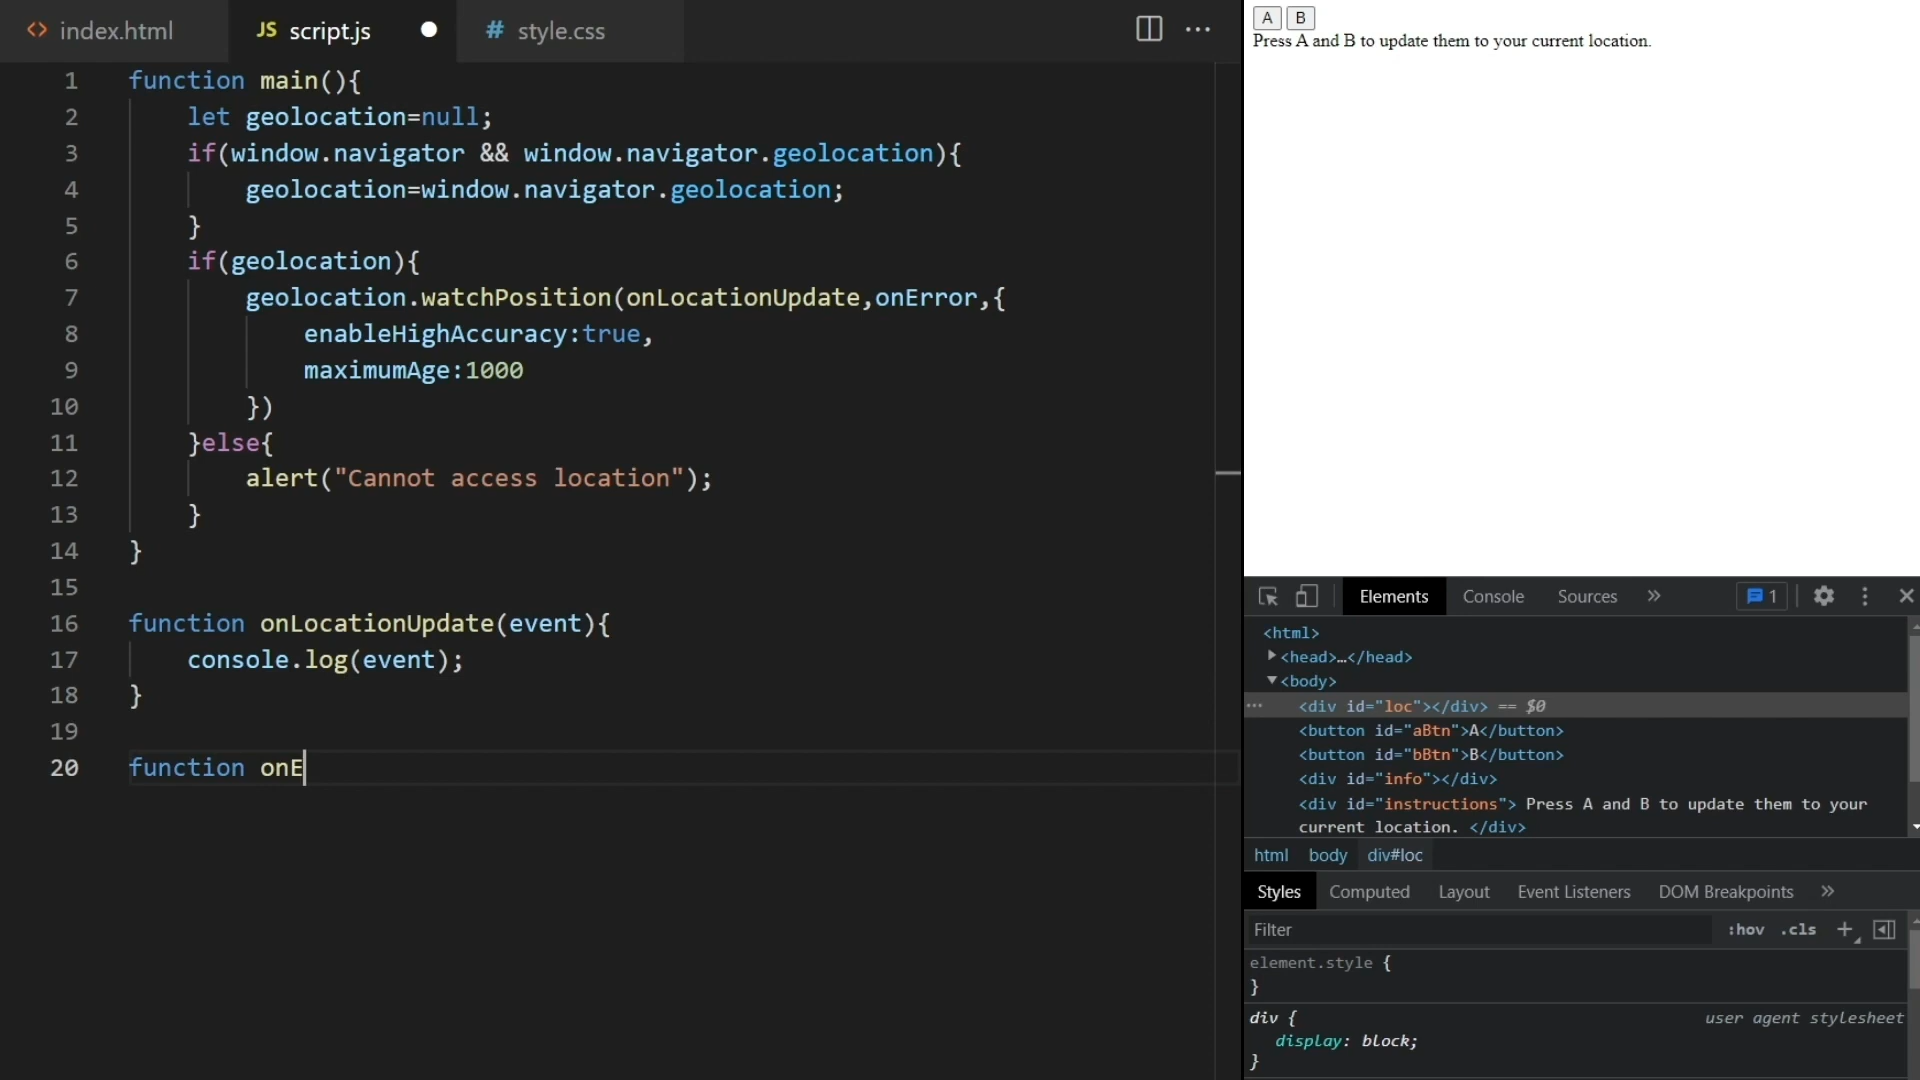 index.html
JS script.js
# style.css
1 function main(){
2 let geolocation=null;
3 if(window.navigator && window.navigator.geolocation){
4 geolocation=window.navigator.geolocation;
5 }
6 if(geolocation){
7 geolocation.watchPosition(onLocationUpdate,onError,{
8 enableHighAccuracy:true,
9 maximumAge:1000
10 })
11 }else{
12 alert("Cannot access location");
13 }
14 }
15
16 function onLocationUpdate(event){
17 console.log(event);
18 }
19
20 function onE
A B
Press A and B to update them to your current location.
Elements Console Sources » 1
<html>
<head>…</head>
<body>
<div id="loc"></div> == $0
<button id="aBtn">A</button>
<button id="bBtn">B</button>
<div id="info"></div>
<div id="instructions"> Press A and B to update them to your
current location. </div>
html body div#loc
Styles Computed Layout Event Listeners DOM Breakpoints »
Filter :hov .cls +
element.style {
}
div { user agent stylesheet
display: block;
}